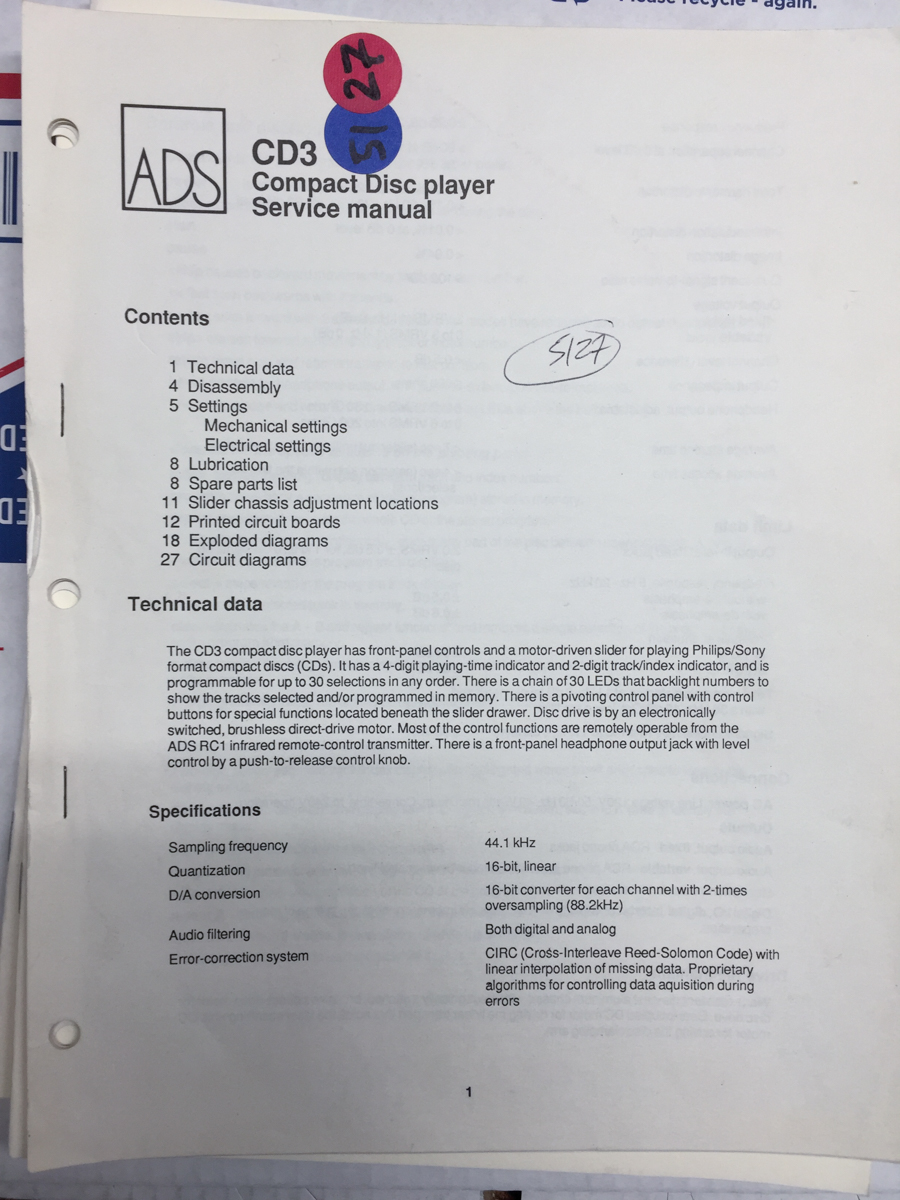 Please recycle - again.
27
51
ADS
CD3
Compact Disc player
Service manual
Contents
5127
1 Technical data
4 Disassembly
5 Settings
Mechanical settings
Electrical settings
8 Lubrication
8 Spare parts list
11 Slider chassis adjustment locations
12 Printed circuit boards
18 Exploded diagrams
27 Circuit diagrams
Technical data
The CD3 compact disc player has front-panel controls and a motor-driven slider for playing Philips/Sony
format compact discs (CDs). It has a 4-digit playing-time indicator and 2-digit track/index indicator, and is
programmable for up to 30 selections in any order. There is a chain of 30 LEDs that backlight numbers to
show the tracks selected and/or programmed in memory. There is a pivoting control panel with control
buttons for special functions located beneath the slider drawer. Disc drive is by an electronically
switched, brushless direct-drive motor. Most of the control functions are remotely operable from the
ADS RC1 infrared remote-control transmitter. There is a front-panel headphone output jack with level
control by a push-to-release control knob.
Specifications
Sampling frequency 44.1 kHz
Quantization 16-bit, linear
D/A conversion 16-bit converter for each channel with 2-times
oversampling (88.2kHz)
Audio filtering Both digital and analog
Error-correction system CIRC (Cross-Interleave Reed-Solomon Code) with
linear interpolation of missing data. Proprietary
algorithms for controlling data aquisition during
errors
1